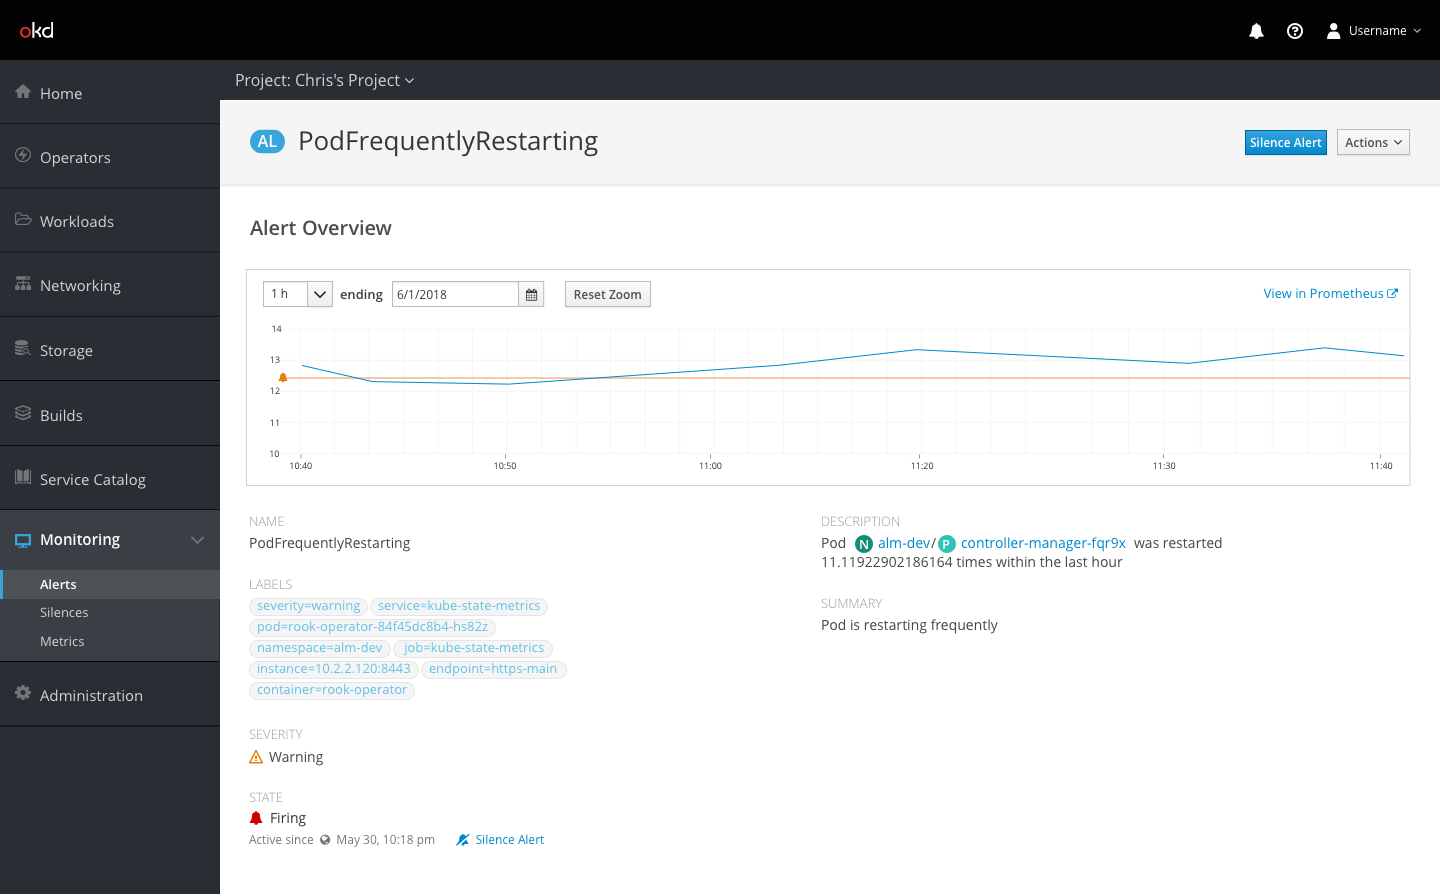 okd
Username
Project: Chris's Project
Home
Operators
Workloads
Networking
Storage
Builds
Service Catalog
Monitoring
Alerts
Silences
Metrics
Administration
AL PodFrequentlyRestarting
Silence Alert Actions
Alert Overview
1 h ending 6/1/2018 Reset Zoom View in Prometheus
14
13
12
11
10
10:40 10:50 11:00 11:20 11:30 11:40
NAME
PodFrequentlyRestarting
LABELS
severity=warning service=kube-state-metrics
pod=rook-operator-84f45dc8b4-hs82z
namespace=alm-dev job=kube-state-metrics
instance=10.2.2.120:8443 endpoint=https-main
container=rook-operator
SEVERITY
Warning
STATE
Firing
Active since May 30, 10:18 pm Silence Alert
DESCRIPTION
Pod N alm-dev/ P controller-manager-fqr9x was restarted
11.11922902186164 times within the last hour
SUMMARY
Pod is restarting frequently